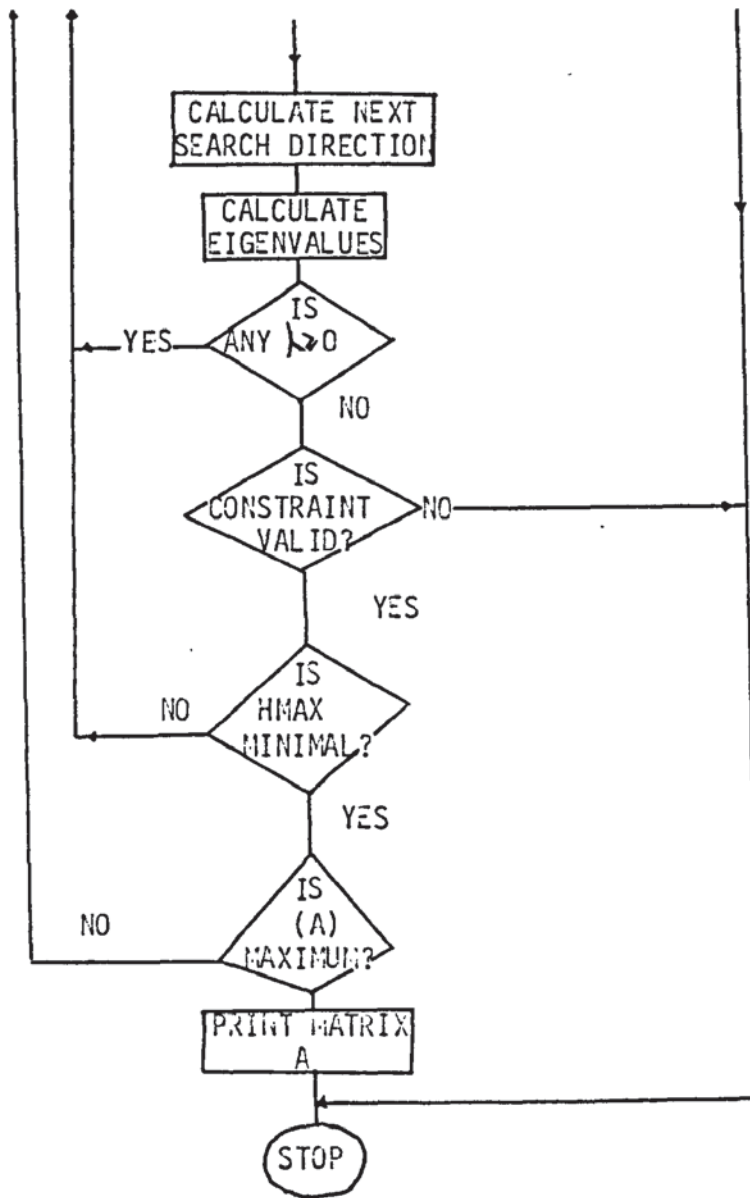 CALCULATE NEXT
SEARCH DIRECTION
CALCULATE
EIGENVALUES
IS
ANY λ≥0
YES
NO
IS
CONSTRAINT
VALID?
NO
YES
IS
HMAX
MINIMAL?
NO
YES
IS
(A)
MAXIMUM?
NO
PRINT MATRIX
A
STOP